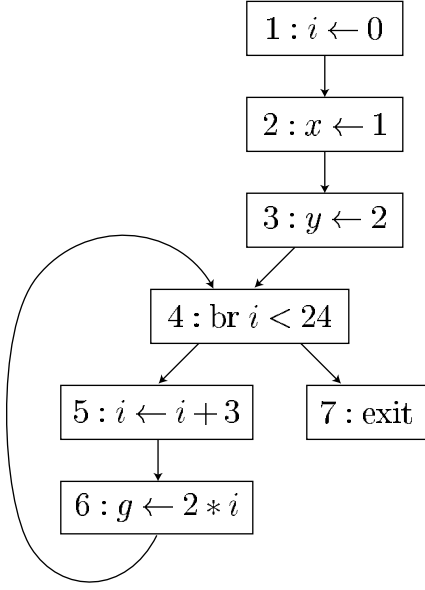 1 : i ← 0
2 : x ← 1
3 : y ← 2
4 : br i < 24
5 : i ← i + 3
7 : exit
6 : g ← 2 * i